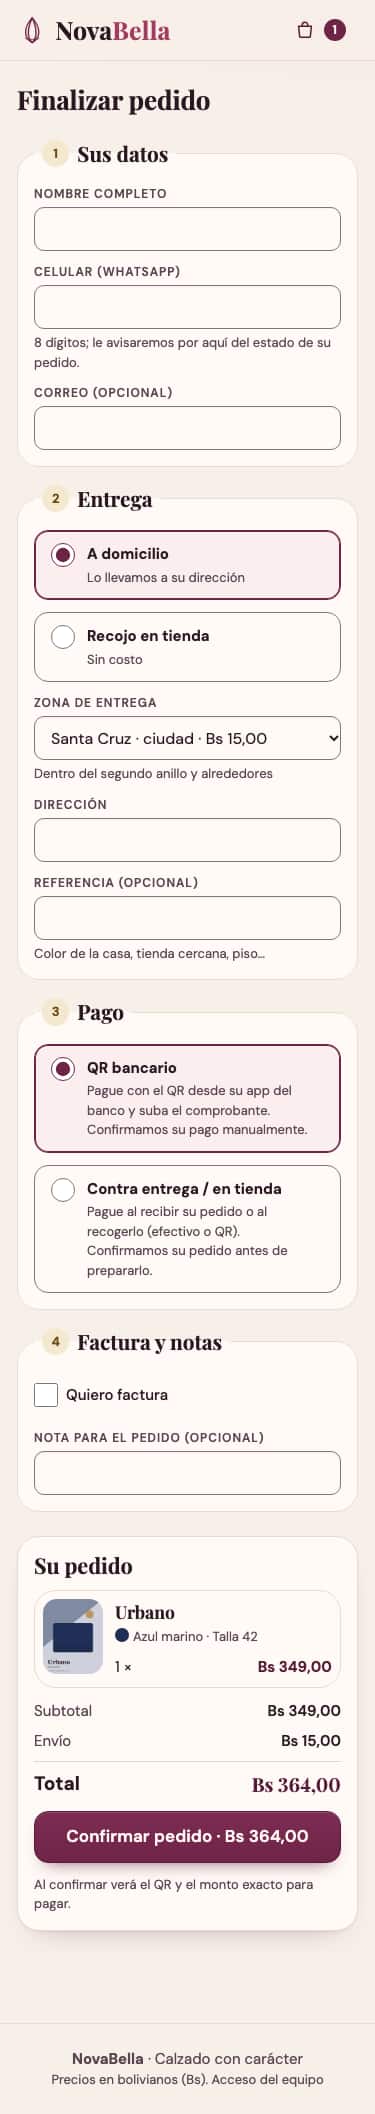 NovaBella 1
Finalizar pedido
1 Sus datos
NOMBRE COMPLETO
CELULAR (WHATSAPP)
8 dígitos; le avisaremos por aquí del estado de su
pedido.
CORREO (OPCIONAL)
2 Entrega
A domicilio
Lo llevamos a su dirección
Recojo en tienda
Sin costo
ZONA DE ENTREGA
Santa Cruz · ciudad · Bs 15,00
Dentro del segundo anillo y alrededores
DIRECCIÓN
REFERENCIA (OPCIONAL)
Color de la casa, tienda cercana, piso…
3 Pago
QR bancario
Pague con el QR desde su app del
banco y suba el comprobante.
Confirmamos su pago manualmente.
Contra entrega / en tienda
Pague al recibir su pedido o al
recogerlo (efectivo o QR).
Confirmamos su pedido antes de
prepararlo.
4 Factura y notas
Quiero factura
NOTA PARA EL PEDIDO (OPCIONAL)
Su pedido
Urbano
Urbano
Azul marino · Talla 42
1 × Bs 349,00
Subtotal Bs 349,00
Envío Bs 15,00
Total Bs 364,00
Confirmar pedido · Bs 364,00
Al confirmar verá el QR y el monto exacto para
pagar.
NovaBella · Calzado con carácter
Precios en bolivianos (Bs). Acceso del equipo